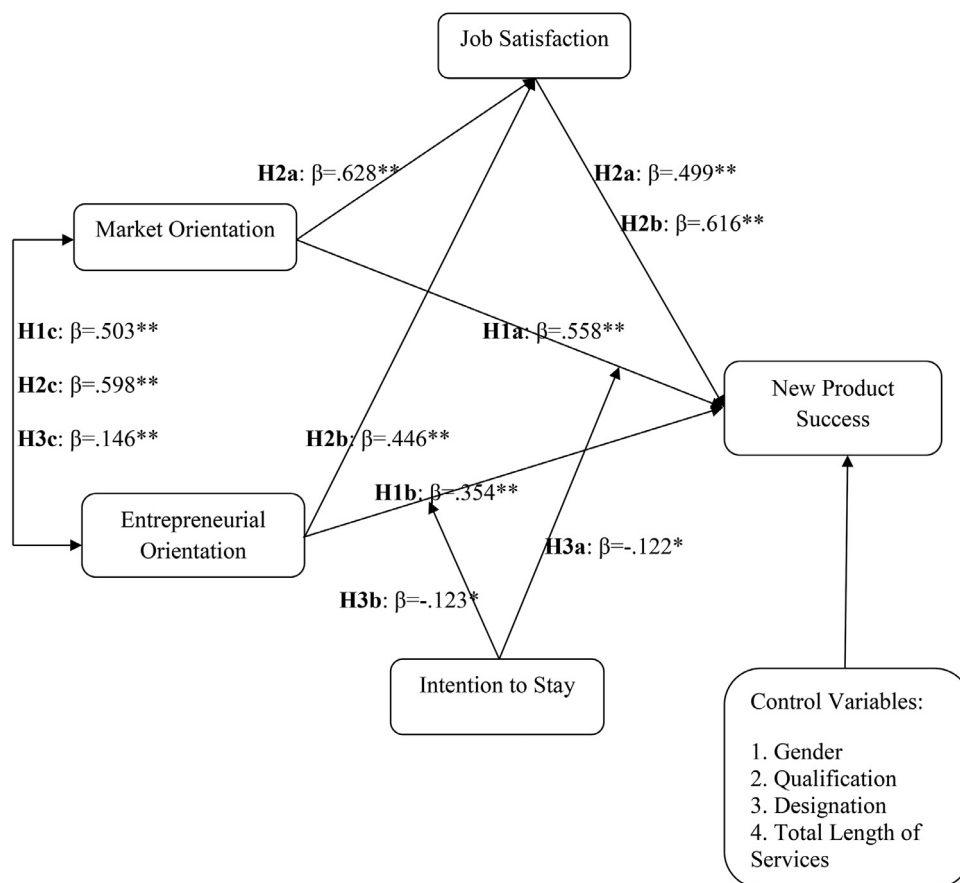 Job Satisfaction
H2a: β=.628**
H2a: β=.499**
H2b: β=.616**
Market Orientation
H1c: β=.503**
H2c: β=.598**
H3c: β=.146**
H1a: β=.558**
New Product
Success
H2b: β=.446**
H1b: β=.354**
Entrepreneurial
Orientation
H3a: β=-.122*
H3b: β=-.123*
Intention to Stay
Control Variables:
1. Gender
2. Qualification
3. Designation
4. Total Length of
Services